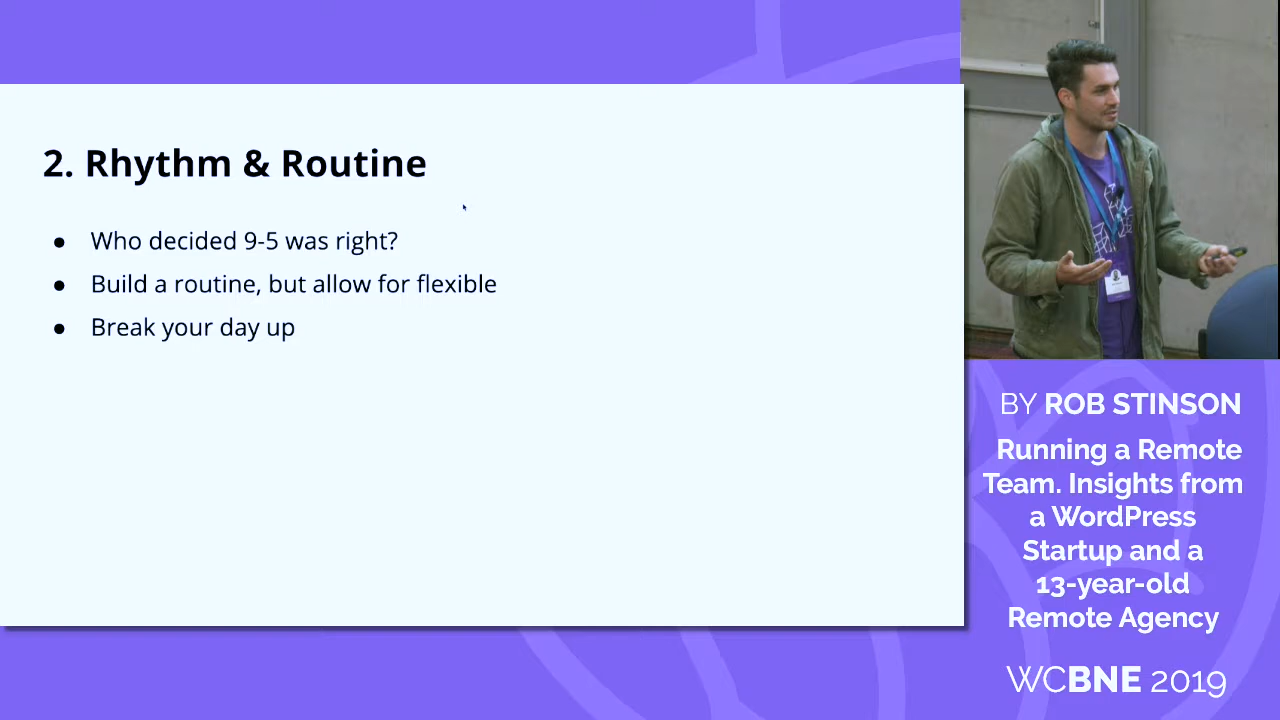 2. Rhythm & Routine
● Who decided 9-5 was right?
● Build a routine, but allow for flexible
● Break your day up
BY ROB STINSON
Running a Remote
Team. Insights from
a WordPress
Startup and a
13-year-old
Remote Agency
WCBNE 2019